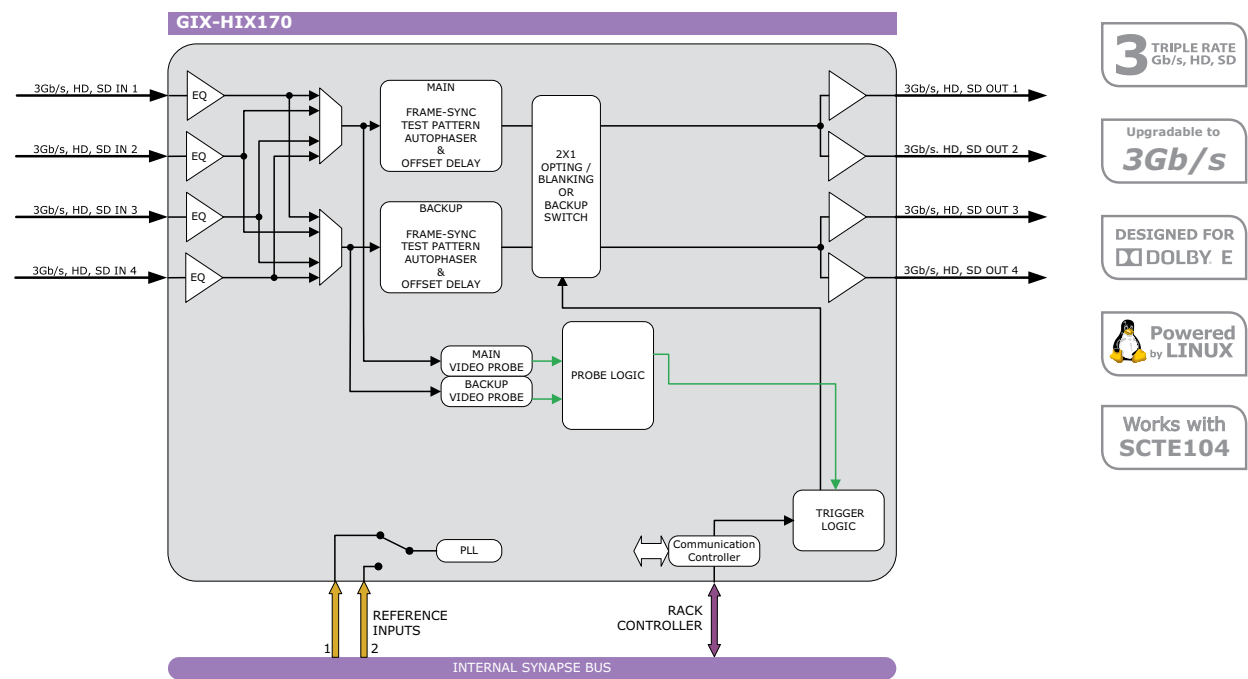 GIX-HIX170
3Gb/s, HD, SD IN 1
3Gb/s, HD, SD IN 2
3Gb/s, HD, SD IN 3
3Gb/s, HD, SD IN 4
EQ
EQ
EQ
EQ
MAIN
FRAME-SYNC
TEST PATTERN
AUTOPHASER
&
OFFSET DELAY
BACKUP
FRAME-SYNC
TEST PATTERN
AUTOPHASER
&
OFFSET DELAY
2X1
OPTING /
BLANKING
OR
BACKUP
SWITCH
3Gb/s, HD, SD OUT 1
3Gb/s. HD, SD OUT 2
3Gb/s, HD, SD OUT 3
3Gb/s, HD, SD OUT 4
MAIN
VIDEO PROBE
BACKUP
VIDEO PROBE
PROBE LOGIC
TRIGGER
LOGIC
PLL
Communication
Controller
REFERENCE
INPUTS
1
2
RACK
CONTROLLER
INTERNAL SYNAPSE BUS
3 TRIPLE RATE
Gb/s, HD, SD
Upgradable to
3Gb/s
DESIGNED FOR
DOLBY E
Powered
by LINUX
Works with
SCTE104